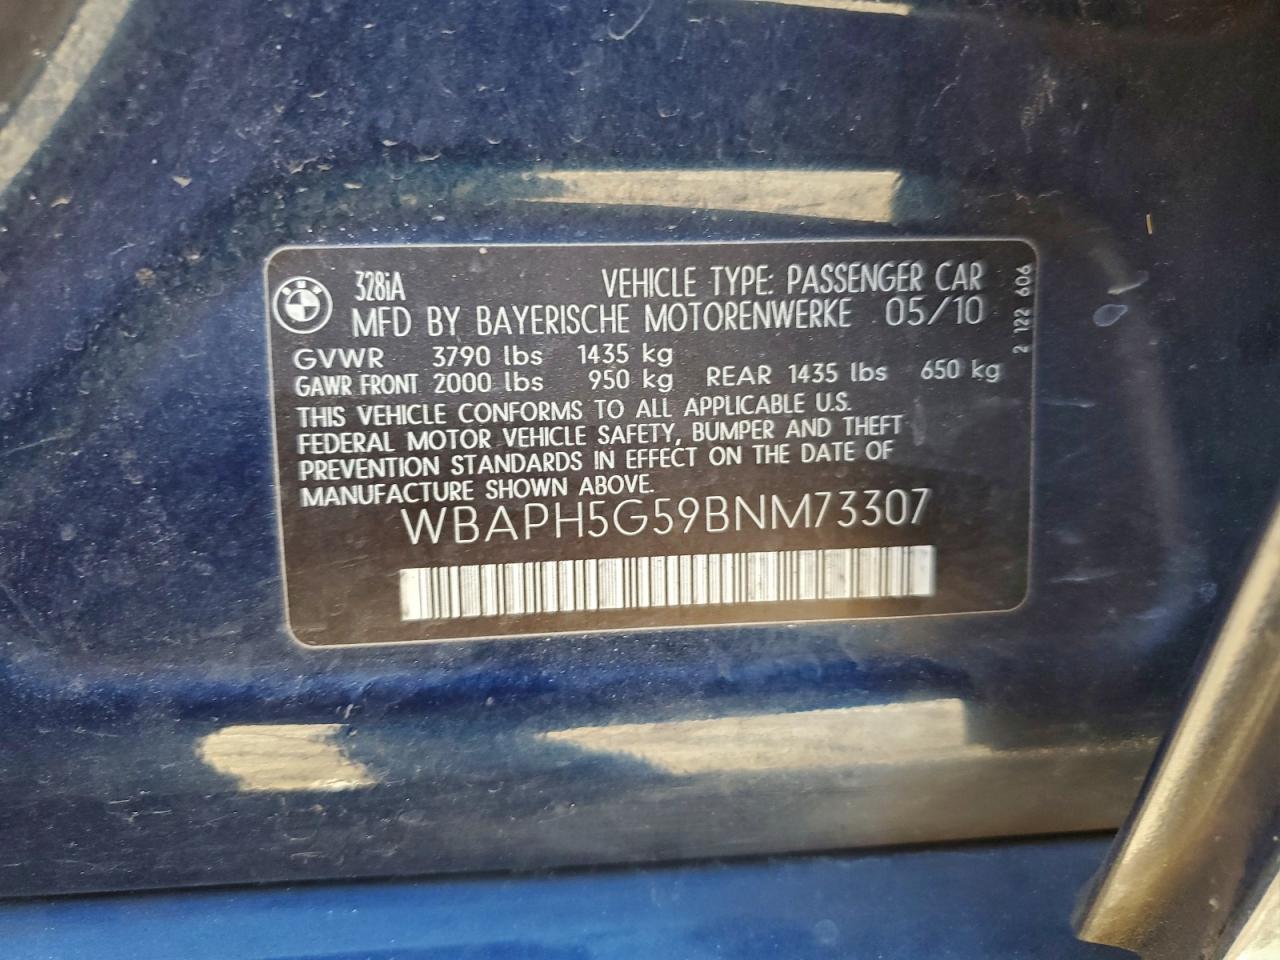 328iA VEHICLE TYPE: PASSENGER CAR
MFD BY BAYERISCHE MOTORENWERKE 05/10
GVWR 3790 lbs 1435 kg
GAWR FRONT 2000 lbs 950 kg REAR 1435 lbs 650 kg
THIS VEHICLE CONFORMS TO ALL APPLICABLE U.S.
FEDERAL MOTOR VEHICLE SAFETY, BUMPER AND THEFT
PREVENTION STANDARDS IN EFFECT ON THE DATE OF
MANUFACTURE SHOWN ABOVE.
WBAPH5G59BNM73307
2 122 606